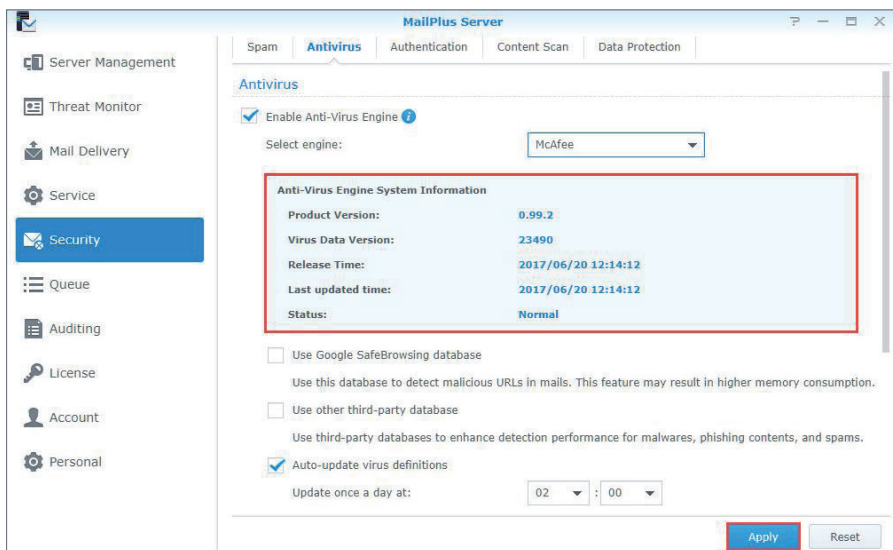 MailPlus Server
Server Management
Threat Monitor
Mail Delivery
Service
Security
Queue
Auditing
License
Account
Personal
Spam Antivirus Authentication Content Scan Data Protection
Antivirus
Enable Anti-Virus Engine
Select engine: McAfee
Anti-Virus Engine System Information
Product Version: 0.99.2
Virus Data Version: 23490
Release Time: 2017/06/20 12:14:12
Last updated time: 2017/06/20 12:14:12
Status: Normal
Use Google SafeBrowsing database
Use this database to detect malicious URLs in mails. This feature may result in higher memory consumption.
Use other third-party database
Use third-party databases to enhance detection performance for malwares, phishing contents, and spams.
Auto-update virus definitions
Update once a day at: 02 : 00
Apply Reset